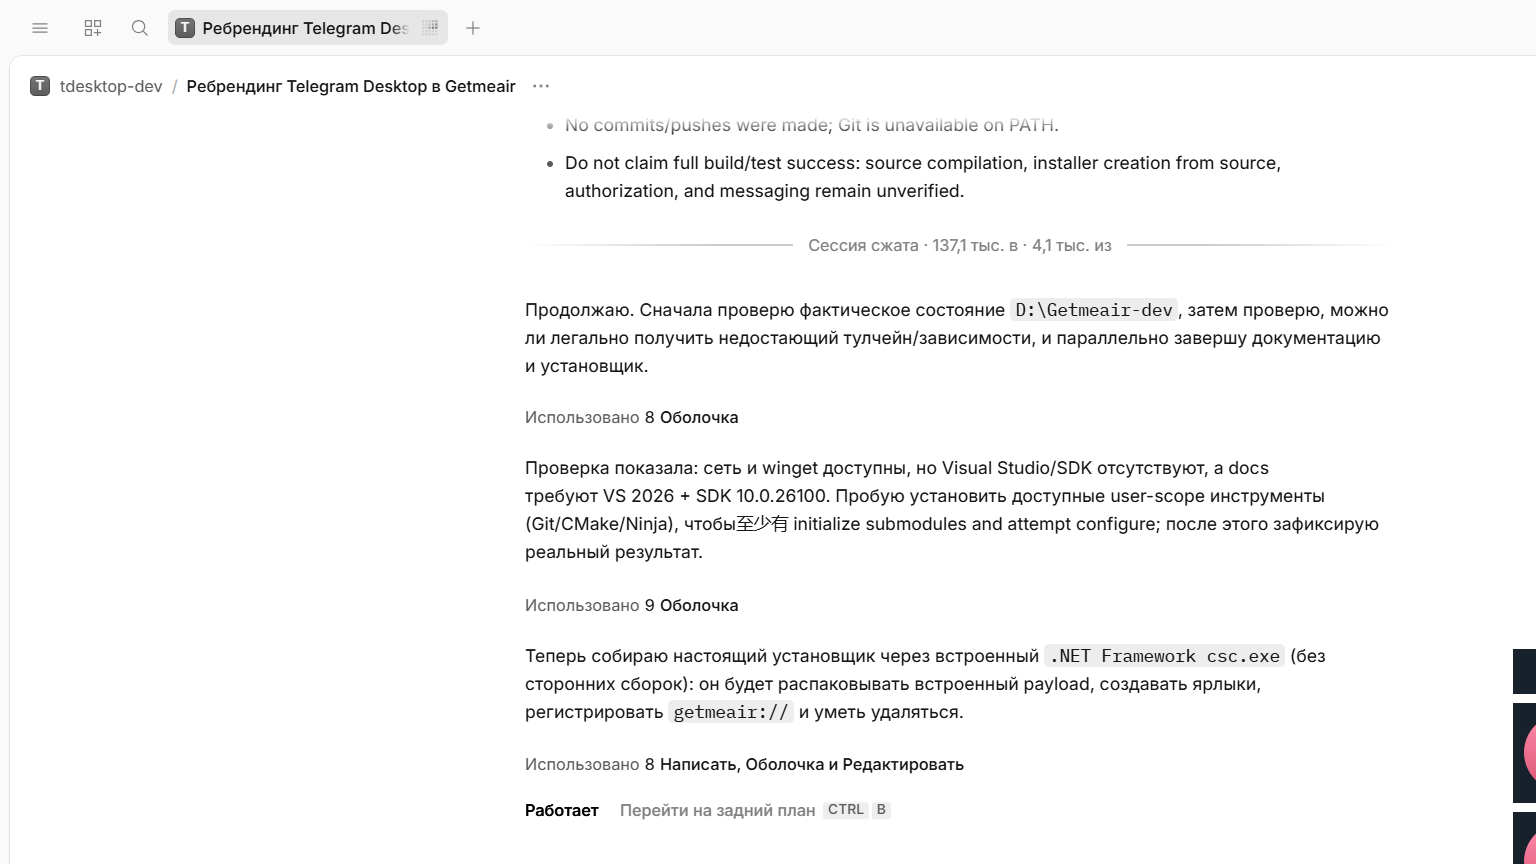 T Ребрендинг Telegram Des
T tdesktop-dev / Ребрендинг Telegram Desktop в Getmeair ···
No commits/pushes were made; Git is unavailable on PATH.
Do not claim full build/test success: source compilation, installer creation from source,
authorization, and messaging remain unverified.
Сессия сжата · 137,1 тыс. в · 4,1 тыс. из
Продолжаю. Сначала проверю фактическое состояние D:\Getmeair-dev, затем проверю, можно
ли легально получить недостающий тулчейн/зависимости, и параллельно завершу документацию
и установщик.
Использовано 8 Оболочка
Проверка показала: сеть и winget доступны, но Visual Studio/SDK отсутствуют, а docs
требуют VS 2026 + SDK 10.0.26100. Пробую установить доступные user-scope инструменты
(Git/CMake/Ninja), чтобы至少有 initialize submodules and attempt configure; после этого зафиксирую
реальный результат.
Использовано 9 Оболочка
Теперь собираю настоящий установщик через встроенный .NET Framework csc.exe (без
сторонних сборок): он будет распаковывать встроенный payload, создавать ярлыки,
регистрировать getmeair:// и уметь удаляться.
Использовано 8 Написать, Оболочка и Редактировать
Работает Перейти на задний план CTRL B